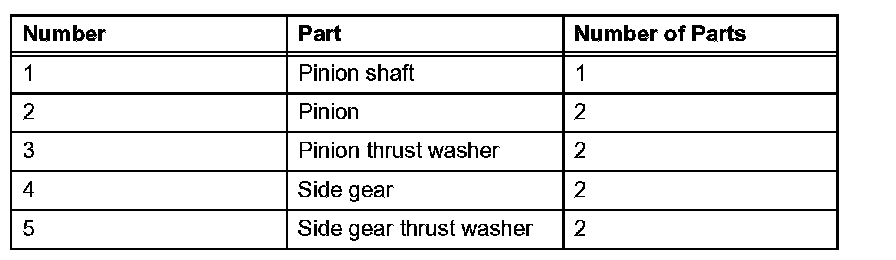 Number Part Number of Parts
1 Pinion shaft 1
2 Pinion 2
3 Pinion thrust washer 2
4 Side gear 2
5 Side gear thrust washer 2